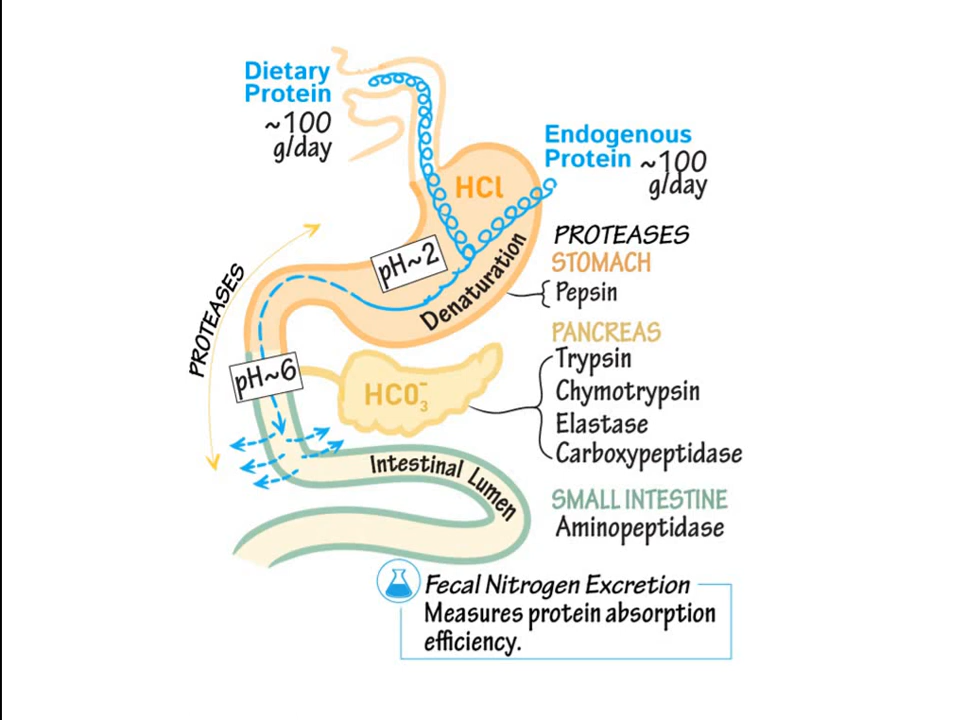 Dietary
Protein
~100
g/day
Endogenous
Protein ~100
g/day
HCl
PROTEASES
STOMACH
Pepsin
pH~2
Denaturation
PROTEASES
PANCREAS
Trypsin
Chymotrypsin
Elastase
Carboxypeptidase
pH~6
HCO₃⁻
Intestinal Lumen
SMALL INTESTINE
Aminopeptidase
Fecal Nitrogen Excretion
Measures protein absorption
efficiency.